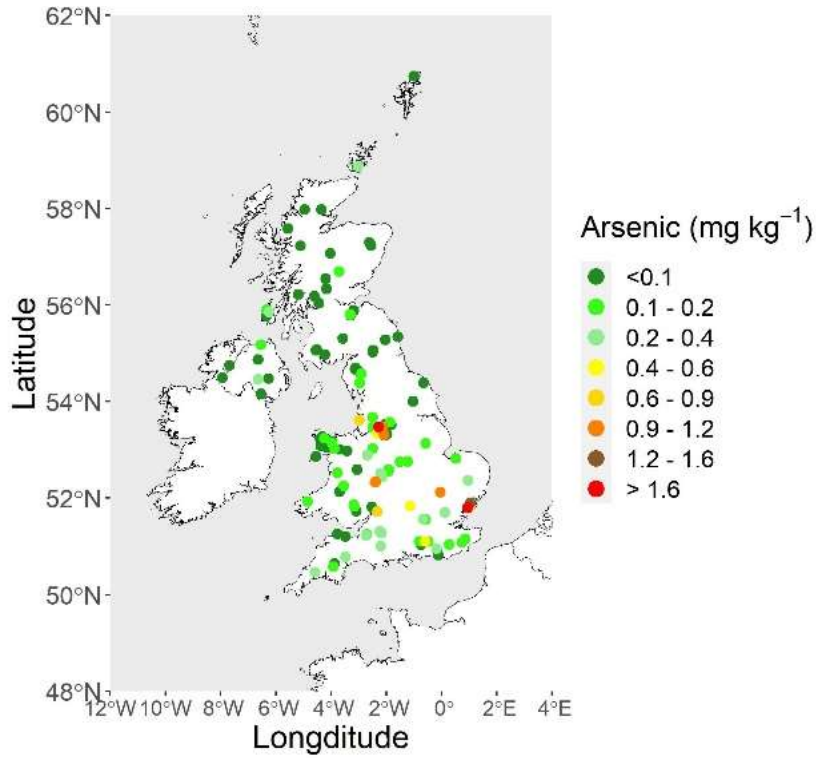 62°N
60°N
58°N
56°N
54°N
52°N
50°N
48°N
Latitude
12°W 10°W 8°W 6°W 4°W 2°W 0° 2°E 4°E
Longditude
Arsenic (mg kg⁻¹)
<0.1
0.1 - 0.2
0.2 - 0.4
0.4 - 0.6
0.6 - 0.9
0.9 - 1.2
1.2 - 1.6
> 1.6